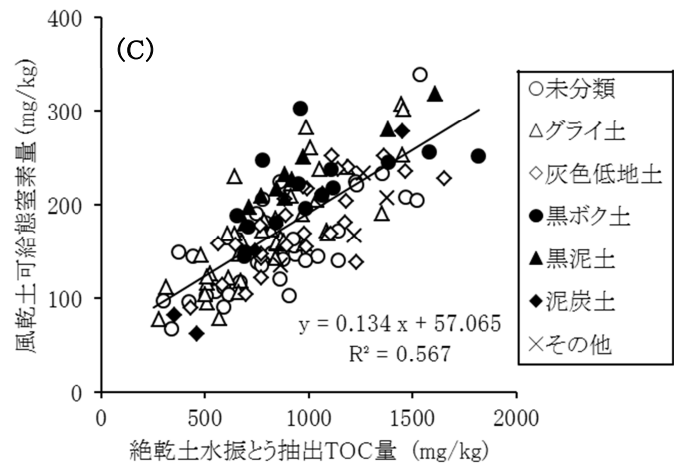 (C)
400
300
200
100
0
風乾土可給態窒素量 (mg/kg)
y = 0.134 x + 57.065
R² = 0.567
0 500 1000 1500 2000
絶乾土水振とう抽出TOC量 (mg/kg)
未分類
グライ土
灰色低地土
黒ボク土
黒泥土
泥炭土
その他